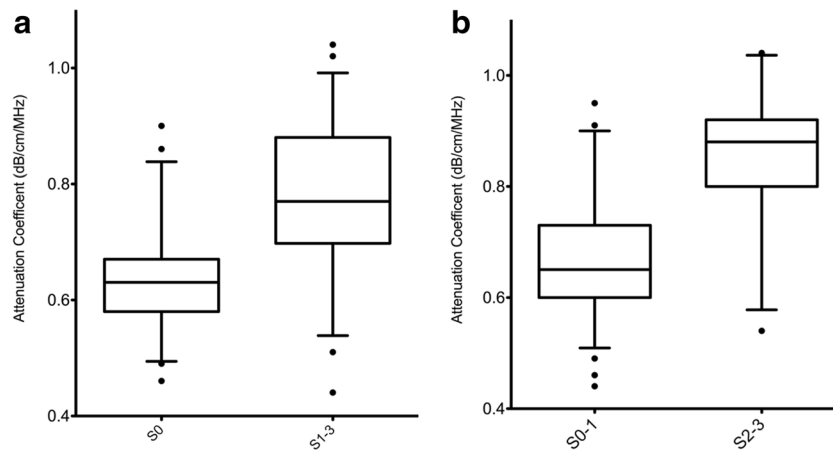 a
Attenuation Coefficent (dB/cm/MHz)
1.0
0.8
0.6
0.4
S0
S1-3
b
Attenuation Coefficent (dB/cm/MHz)
1.0
0.8
0.6
0.4
S0-1
S2-3